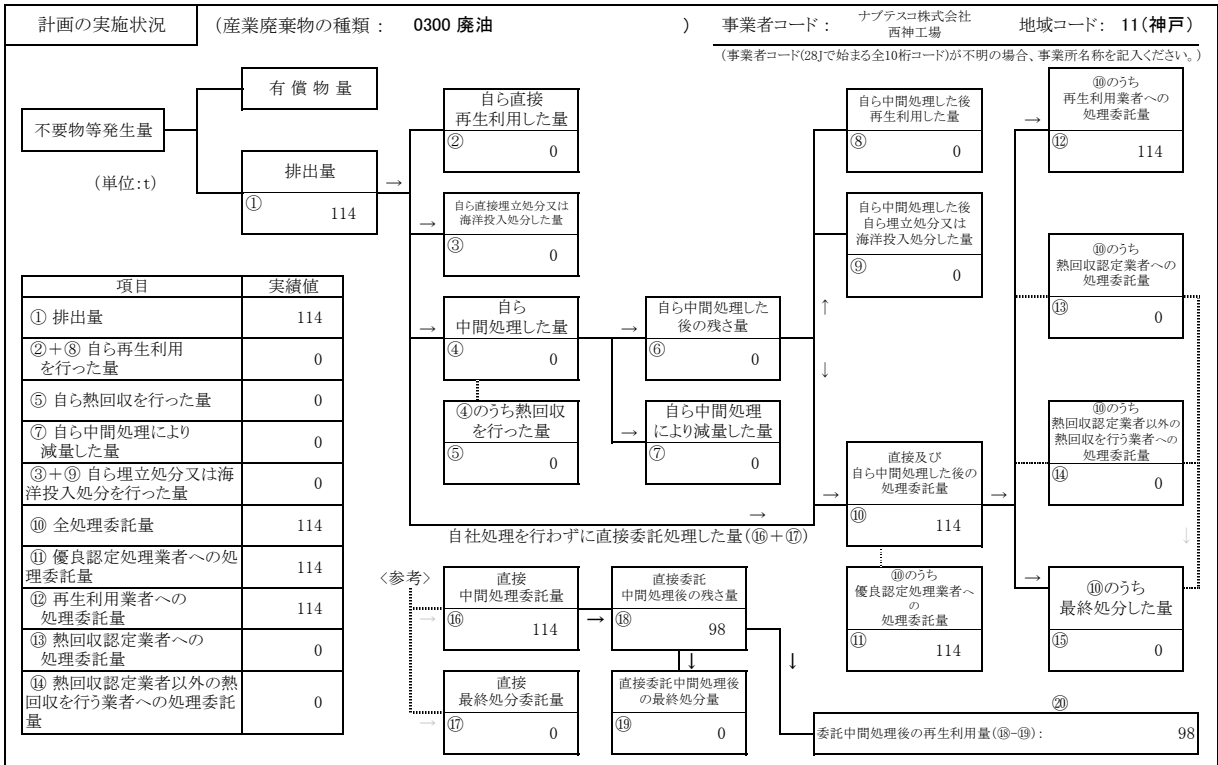 計画の実施状況
(産業廃棄物の種類： 0300 廃油 )
事業者コード：
ナブテスコ株式会社
西神工場
地域コード： 11(神戸)
(事業者コード(28Jで始まる全10桁コード)が不明の場合、事業所名称を記入ください。)
不要物等発生量
(単位:t)
有償物量
排出量
→
① 114
自ら直接
再生利用した量
② 0
→
自ら直接埋立処分又は
海洋投入処分した量
③ 0
→
自ら
中間処理した量
④ 0
④のうち熱回収
を行った量
⑤ 0
→
自ら中間処理した
後の残さ量
⑥ 0
→
自ら中間処理
により減量した量
⑦ 0
自ら中間処理した後
再生利用した量
⑧ 0
自ら中間処理した後
自ら埋立処分又は
海洋投入処分した量
⑨ 0
↑
↓
→
直接及び
自ら中間処理した後の
処理委託量
⑩ 114
→
⑩のうち
優良認定処理業者へ
の
処理委託量
⑪ 114
→
⑩のうち
再生利用業者への
処理委託量
⑫ 114
⑩のうち
熱回収認定業者への
処理委託量
⑬ 0
⑩のうち
熱回収認定業者以外の
熱回収を行う業者への
処理委託量
⑭ 0
↓
→
⑩のうち
最終処分した量
⑮ 0
→
自社処理を行わずに直接委託処理した量(⑯+⑰)
項目 実績値
① 排出量 114
②+⑧ 自ら再生利用
を行った量 0
⑤ 自ら熱回収を行った量 0
⑦ 自ら中間処理により
減量した量 0
③+⑨ 自ら埋立処分又は海
洋投入処分を行った量 0
⑩ 全処理委託量 114
⑪ 優良認定処理業者への処
理委託量 114
⑫ 再生利用業者への
処理委託量 114
⑬ 熱回収認定業者への
処理委託量 0
⑭ 熱回収認定業者以外の熱
回収を行う業者への処理委託
量 0
〈参考〉
→
直接
中間処理委託量
⑯ 114
→
直接委託
中間処理後の残さ量
⑱ 98
→
直接
最終処分委託量
⑰ 0
↓
直接委託中間処理後
の最終処分量
⑲ 0
↓
⑳
委託中間処理後の再生利用量(⑱-⑲)： 98